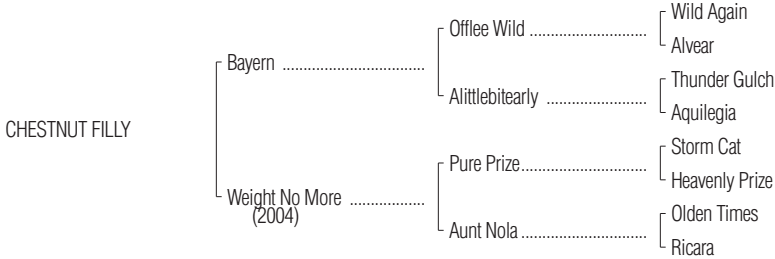 CHESTNUT FILLY
Bayern ....................................
Weight No More ...................
(2004)
Offlee Wild .............................
Alittlebitearly .........................
Pure Prize ................................
Aunt Nola ................................
Wild Again
Alvear
Thunder Gulch
Aquilegia
Storm Cat
Heavenly Prize
Olden Times
Ricara